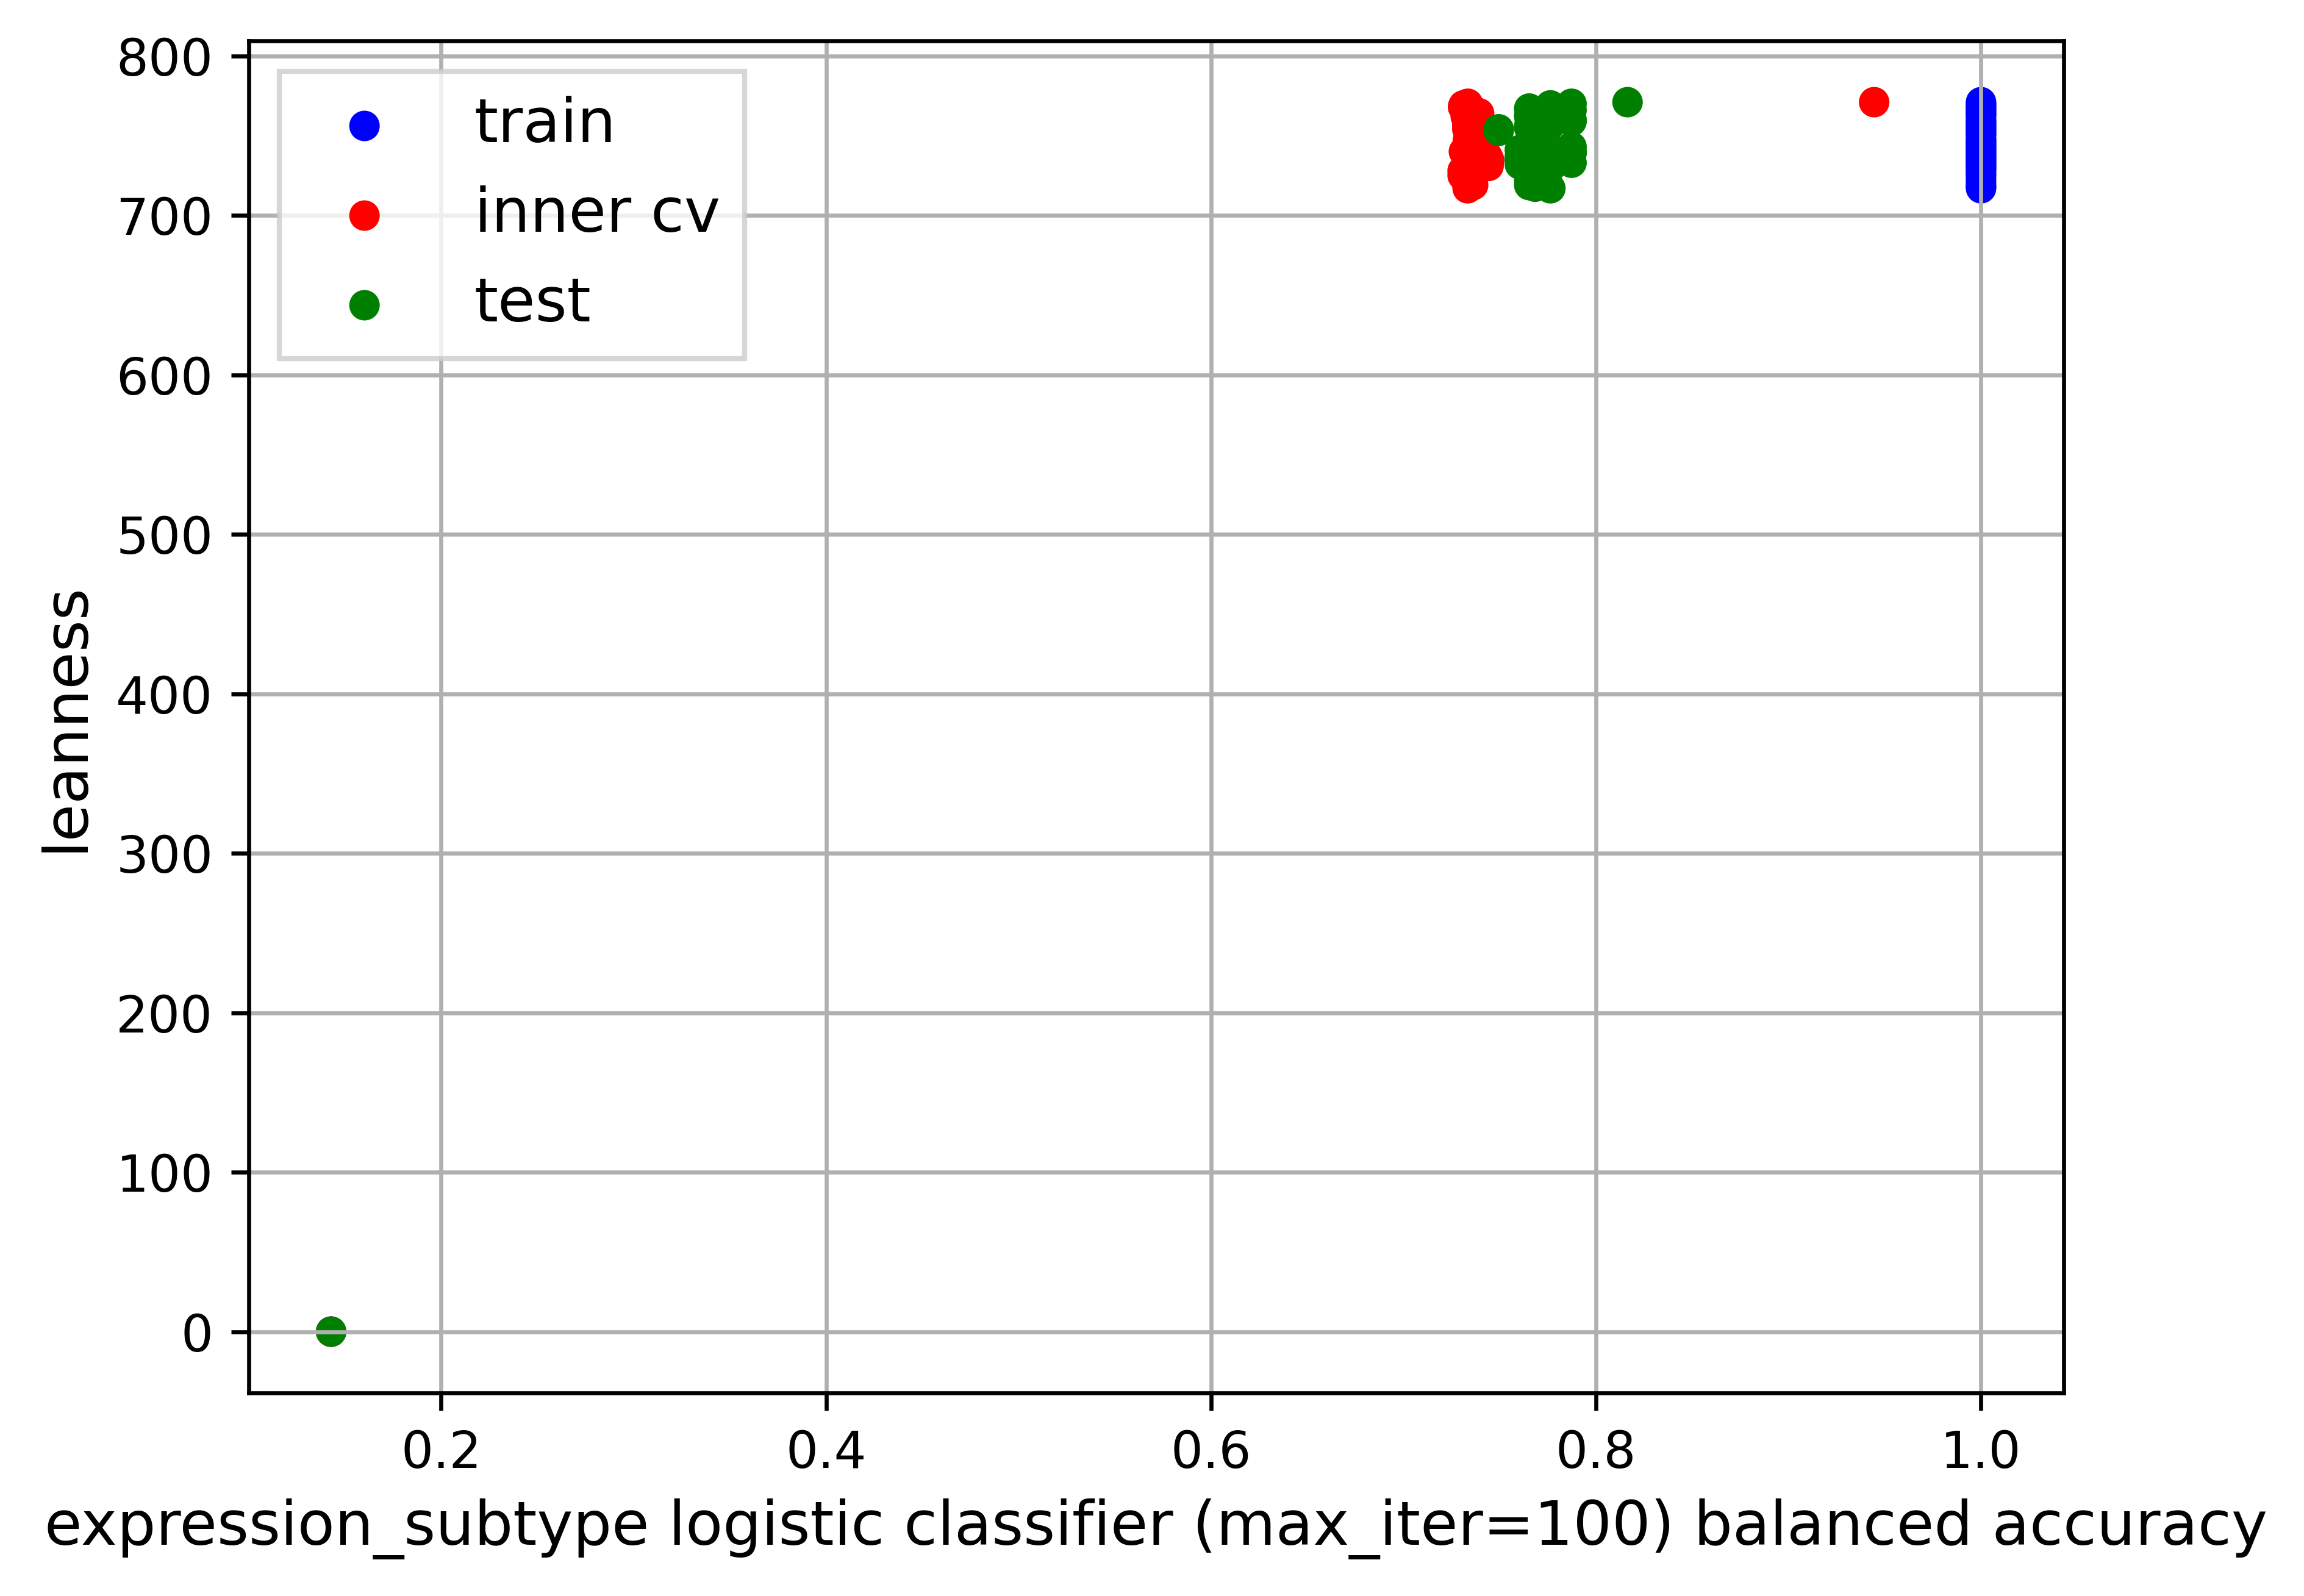 800
700
600
500
400
300
200
100
0
leanness
train
inner cv
test
0.2 0.4 0.6 0.8 1.0
expression_subtype logistic classifier (max_iter=100) balanced accuracy